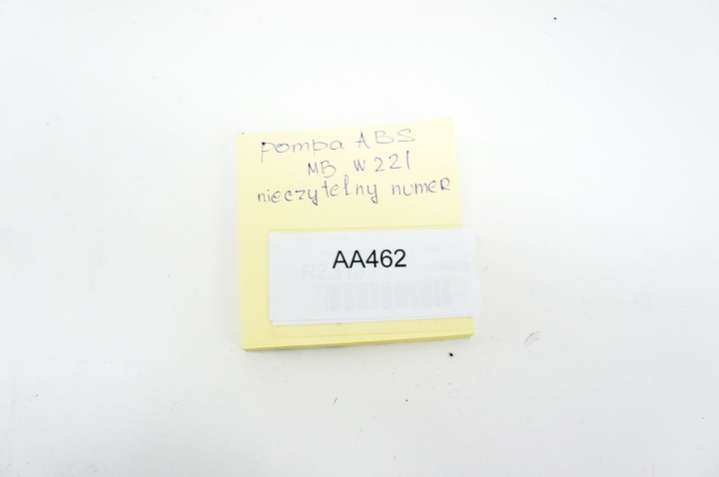 pompa ABS
MB W221
nieczytelny numer
AA462